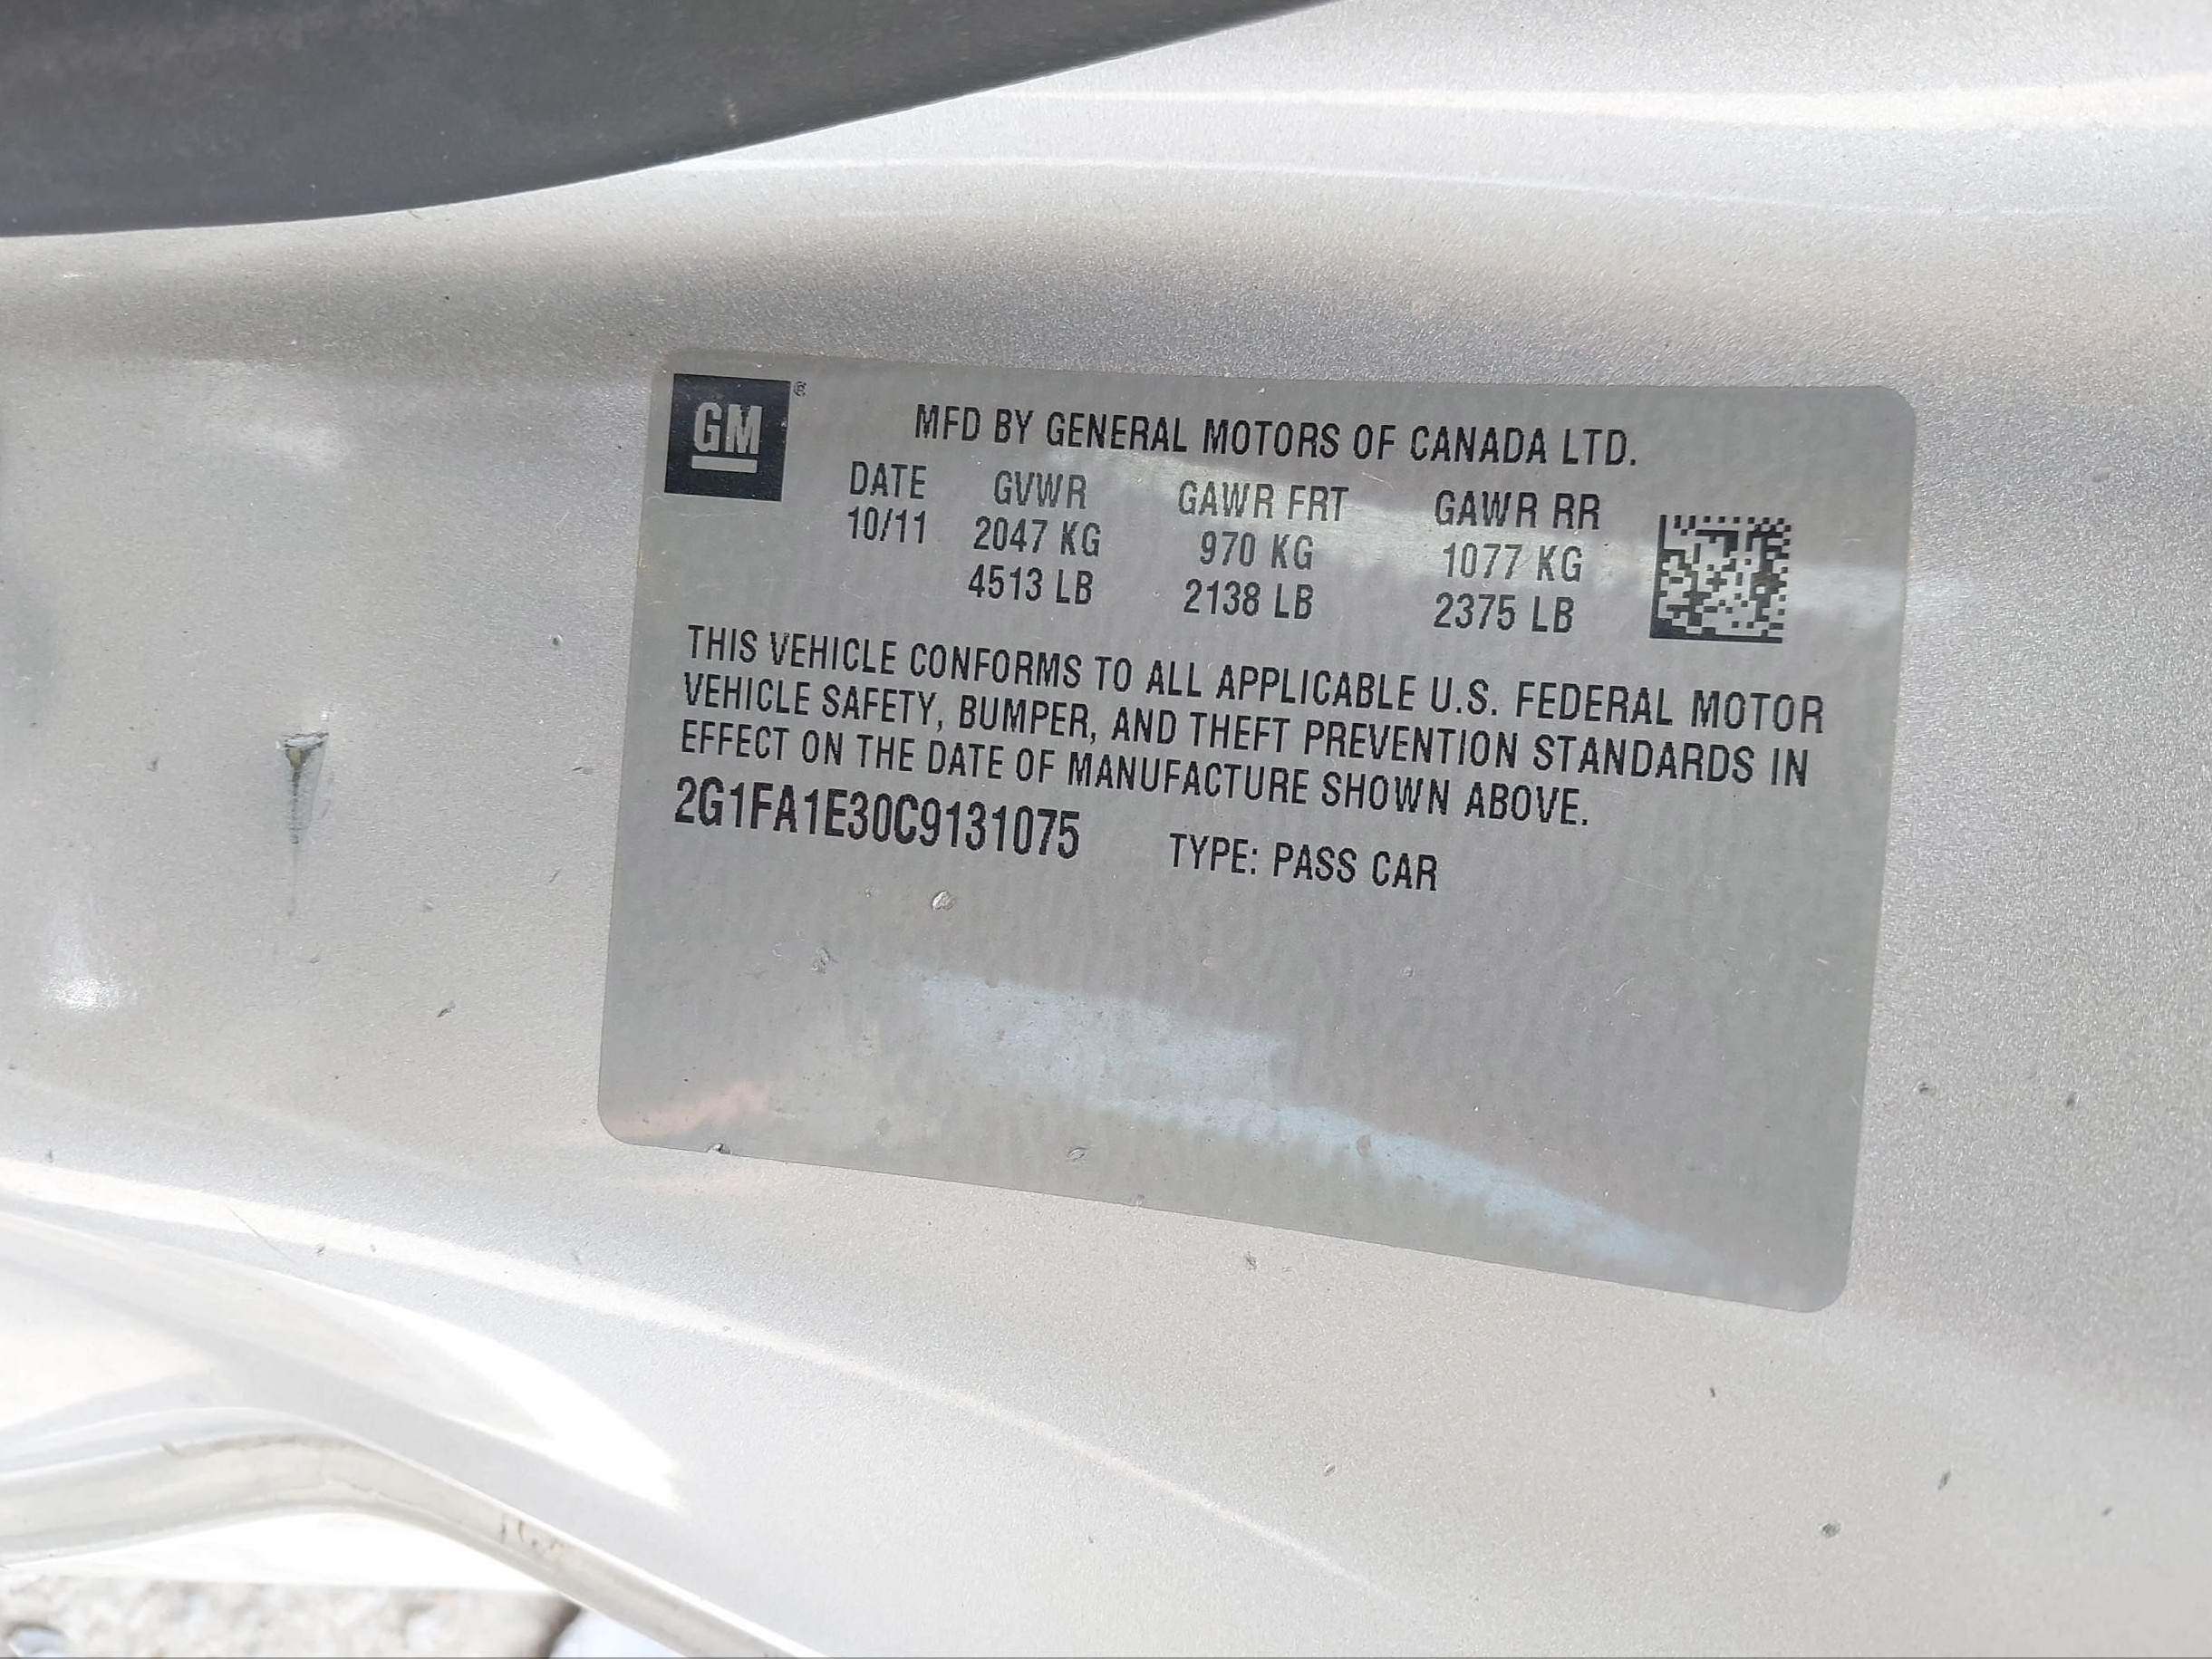 GM ®
MFD BY GENERAL MOTORS OF CANADA LTD.
DATE GVWR GAWR FRT GAWR RR
10/11 2047 KG 970 KG 1077 KG
4513 LB 2138 LB 2375 LB
THIS VEHICLE CONFORMS TO ALL APPLICABLE U.S. FEDERAL MOTOR
VEHICLE SAFETY, BUMPER, AND THEFT PREVENTION STANDARDS IN
EFFECT ON THE DATE OF MANUFACTURE SHOWN ABOVE.
2G1FA1E30C9131075 TYPE: PASS CAR